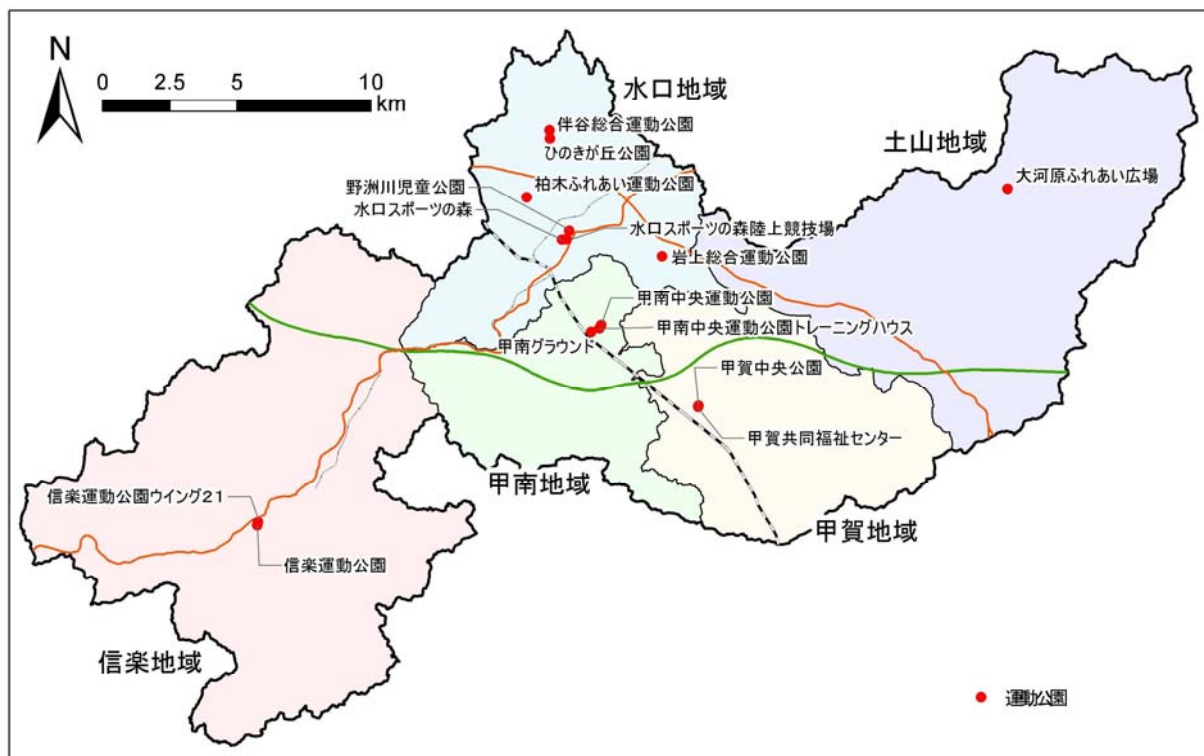 N
0 2.5 5 10
km
水口地域
伴谷総合運動公園
ひのきが丘公園
土山地域
大河原ふれあい広場
野洲川児童公園
柏木ふれあい運動公園
水口スポーツの森
水口スポーツの森陸上競技場
岩上総合運動公園
甲南中央運動公園
甲南中央運動公園トレーニングハウス
甲南グラウンド
甲賀中央公園
甲賀共同福祉センター
甲南地域
信楽運動公園ウイング21
甲賀地域
信楽運動公園
信楽地域
運動公園